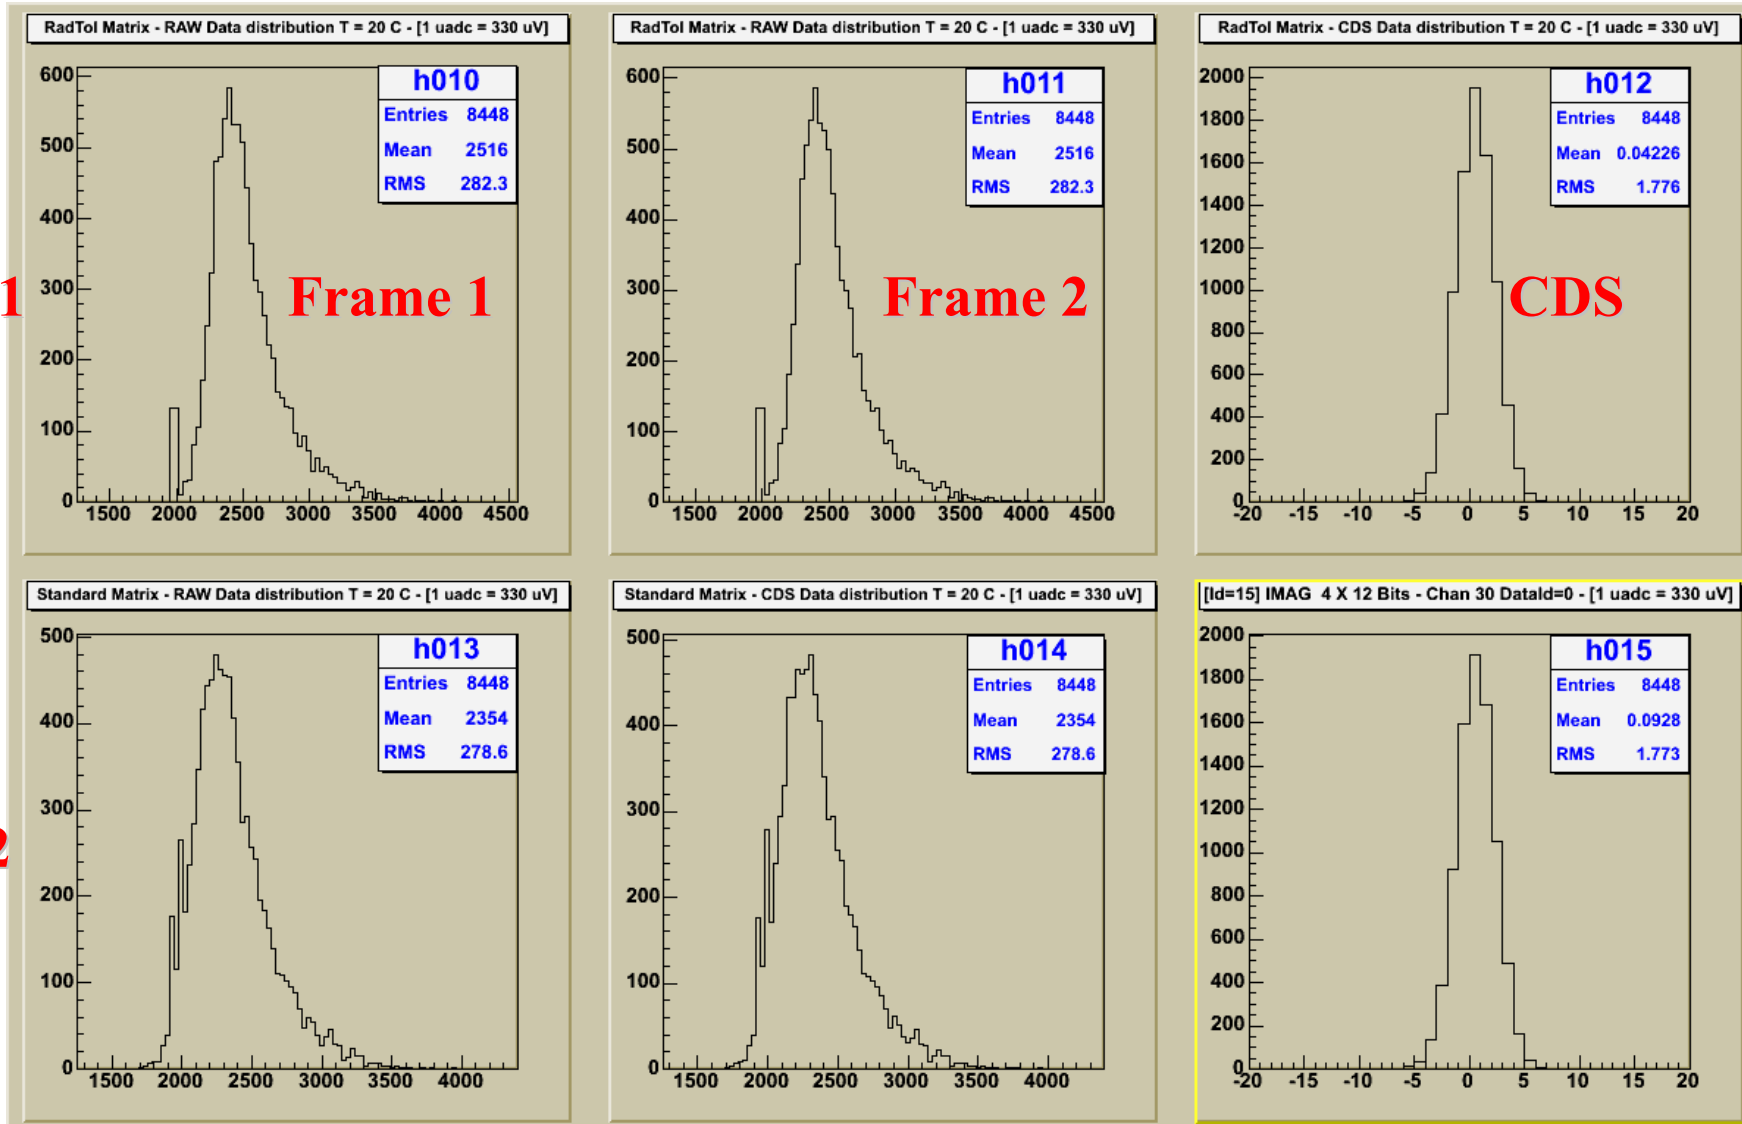 RadTol Matrix - RAW Data distribution T = 20 C - [1 uadc = 330 uV]
h010
Entries 8448
Mean 2516
RMS 282.3
600
500
400
300
200
100
0
1500 2000 2500 3000 3500 4000 4500
1
Frame 1
RadTol Matrix - RAW Data distribution T = 20 C - [1 uadc = 330 uV]
h011
Entries 8448
Mean 2516
RMS 282.3
600
500
400
300
200
100
0
1500 2000 2500 3000 3500 4000 4500
Frame 2
RadTol Matrix - CDS Data distribution T = 20 C - [1 uadc = 330 uV]
h012
Entries 8448
Mean 0.04226
RMS 1.776
2000
1800
1600
1400
1200
1000
800
600
400
200
0
-20 -15 -10 -5 0 5 10 15 20
CDS
Standard Matrix - RAW Data distribution T = 20 C - [1 uadc = 330 uV]
h013
Entries 8448
Mean 2354
RMS 278.6
500
400
300
200
100
0
1500 2000 2500 3000 3500 4000
2
Standard Matrix - CDS Data distribution T = 20 C - [1 uadc = 330 uV]
h014
Entries 8448
Mean 2354
RMS 278.6
500
400
300
200
100
0
1500 2000 2500 3000 3500 4000
[Id=15] IMAG 4 X 12 Bits - Chan 30 DataId=0 - [1 uadc = 330 uV]
h015
Entries 8448
Mean 0.0928
RMS 1.773
2000
1800
1600
1400
1200
1000
800
600
400
200
0
-20 -15 -10 -5 0 5 10 15 20